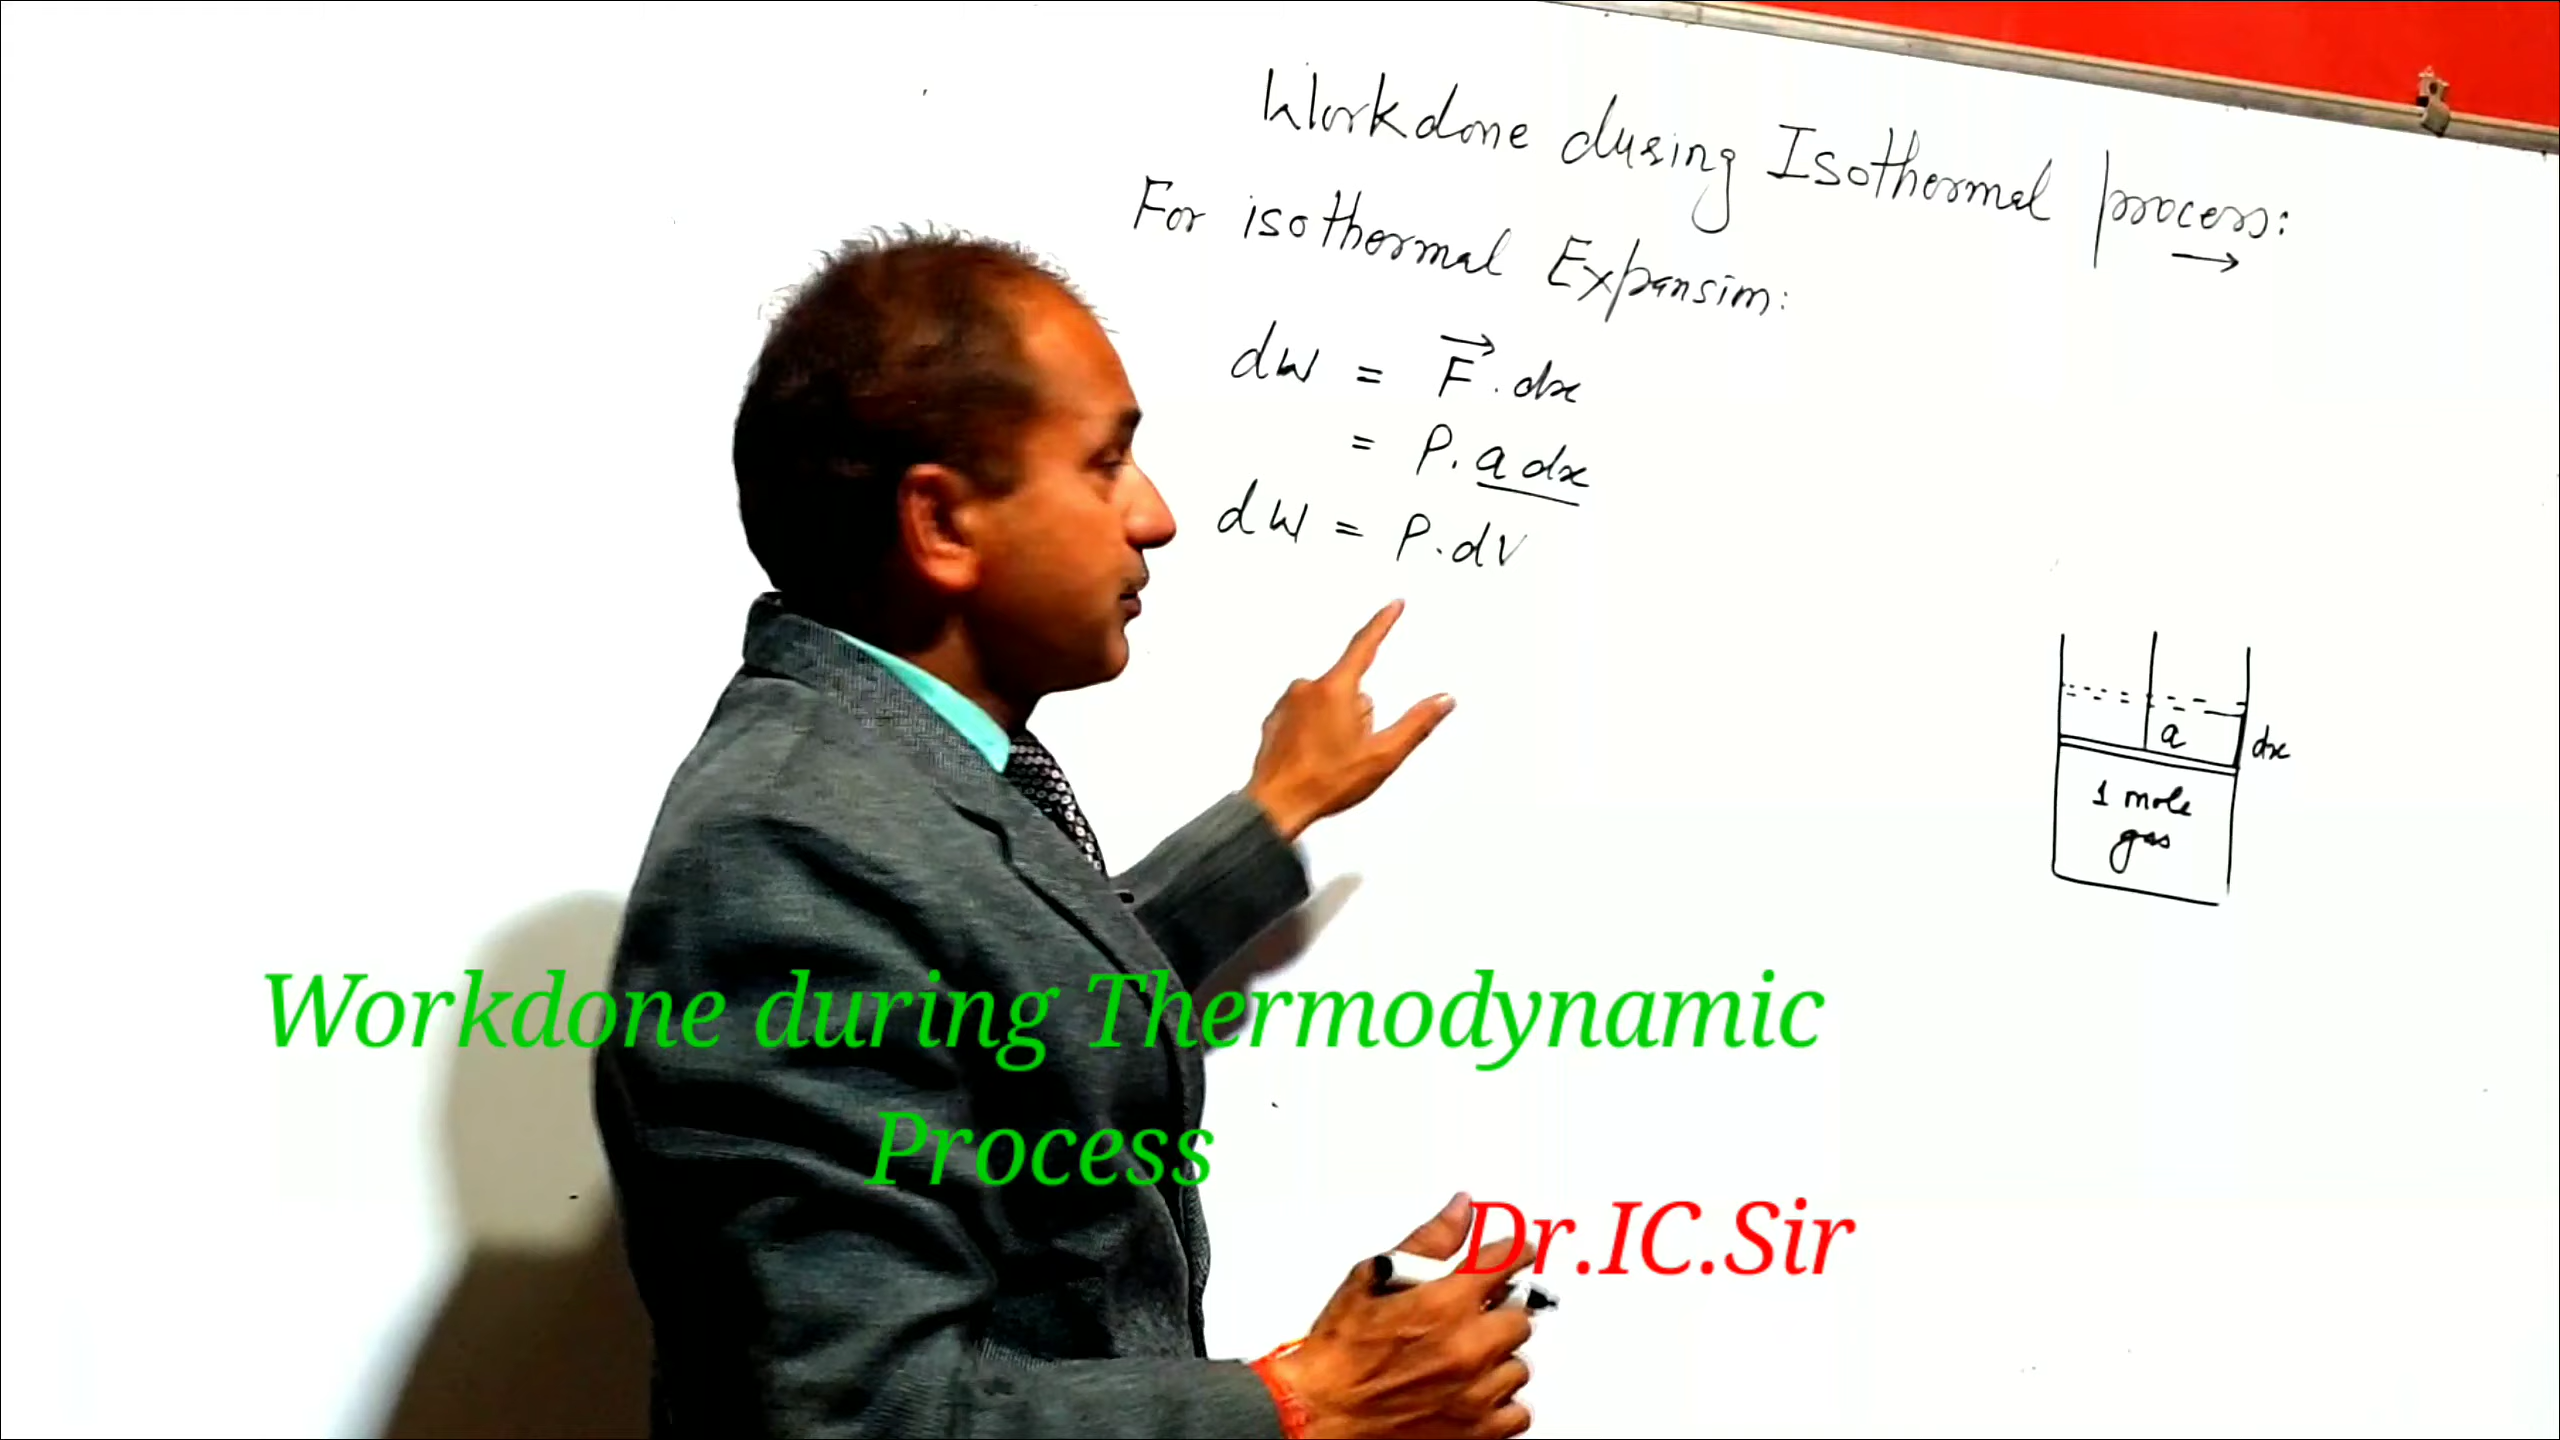 Workdone during Isothermal process:
→
For isothermal Expansion:
dW = F⃗.dx
= P.a dx
dW = P.dV
a
dx
1 mole
gas
Workdone during Thermodynamic
Process
Dr.IC.Sir